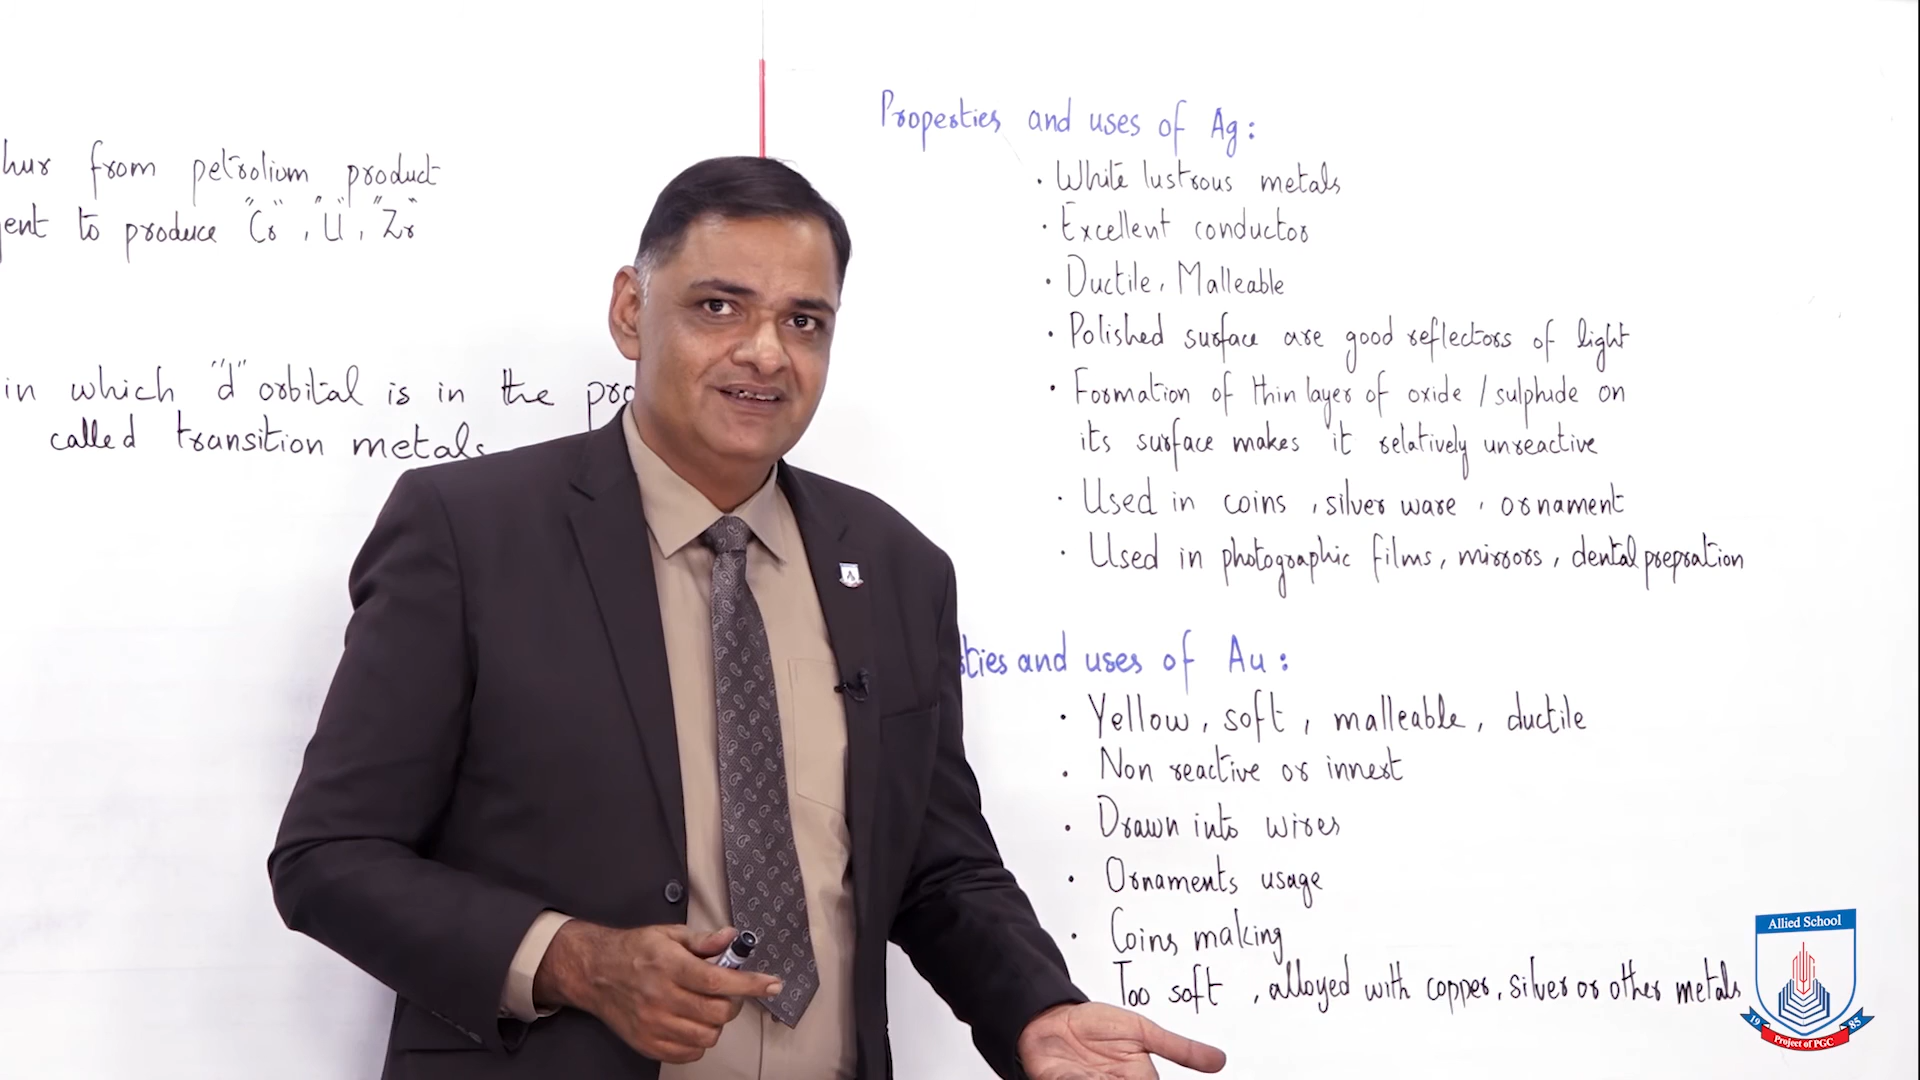 hur from petrolium product
ent to produce "Cr", "U", "Zr"
in which "d" orbital is in the pro
called transition metals
Properties and uses of Ag:
· White lustrous metals
· Excellent conductor
· Ductile, Malleable
· Polished surface are good reflectors of light
· Formation of thin layer of oxide / sulphide on
its surface makes it relatively unreactive
· Used in coins, silver ware, ornament
· Used in photographic films, mirrors, dental prepration
ties and uses of Au:
· Yellow, soft, malleable, ductile
· Non reactive or innert
· Drawn into wires
· Ornaments usage
· Coins making
Too soft, alloyed with copper, silver or other metals
Allied School
19 85
Project of PGC